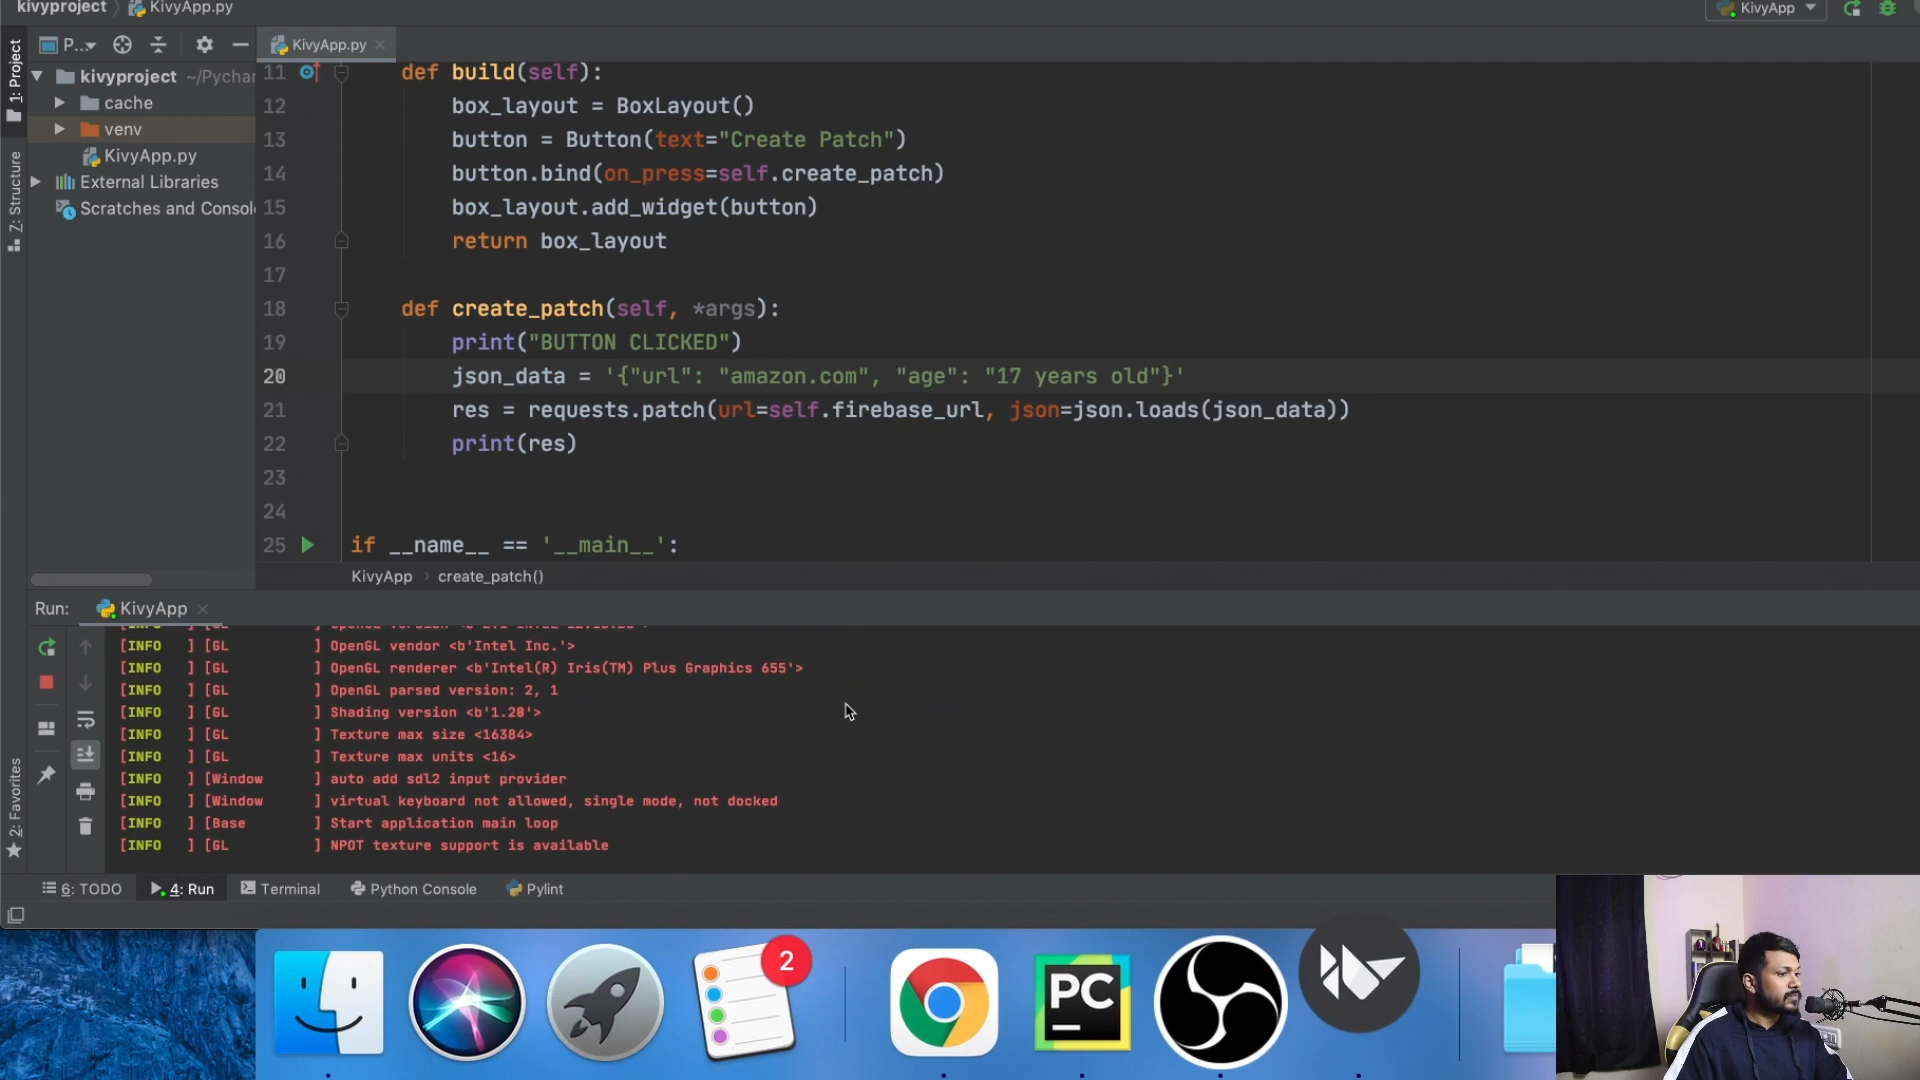 kivyproject KivyApp.py
KivyApp
1: Project
P...
KivyApp.py
kivyproject ~/Pychar
cache
venv
KivyApp.py
External Libraries
Scratches and Consol
7: Structure
11 def build(self):
12 box_layout = BoxLayout()
13 button = Button(text="Create Patch")
14 button.bind(on_press=self.create_patch)
15 box_layout.add_widget(button)
16 return box_layout
17
18 def create_patch(self, *args):
19 print("BUTTON CLICKED")
20 json_data = '{"url": "amazon.com", "age": "17 years old"}'
21 res = requests.patch(url=self.firebase_url, json=json.loads(json_data))
22 print(res)
23
24
25 if __name__ == '__main__':
KivyApp › create_patch()
Run: KivyApp
[INFO ] [GL ] OpenGL vendor <b'Intel Inc.'>
[INFO ] [GL ] OpenGL renderer <b'Intel(R) Iris(TM) Plus Graphics 655'>
[INFO ] [GL ] OpenGL parsed version: 2, 1
[INFO ] [GL ] Shading version <b'1.20'>
[INFO ] [GL ] Texture max size <16384>
[INFO ] [GL ] Texture max units <16>
[INFO ] [Window ] auto add sdl2 input provider
[INFO ] [Window ] virtual keyboard not allowed, single mode, not docked
[INFO ] [Base ] Start application main loop
[INFO ] [GL ] NPOT texture support is available
2: Favorites
6: TODO 4: Run Terminal Python Console Pylint
2
PC